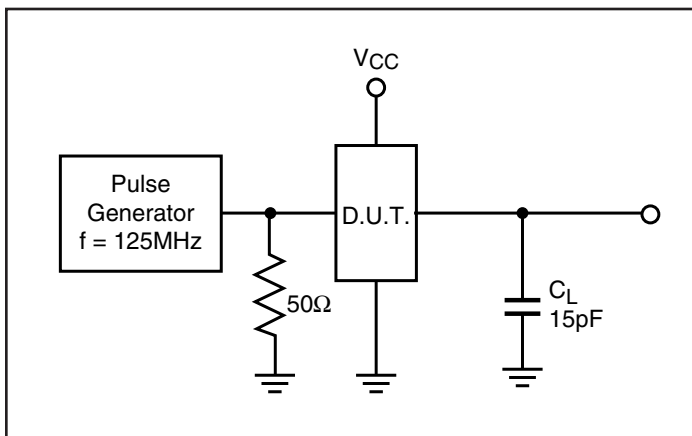 VCC
Pulse
Generator
f = 125MHz
D.U.T.
50Ω
CL
15pF